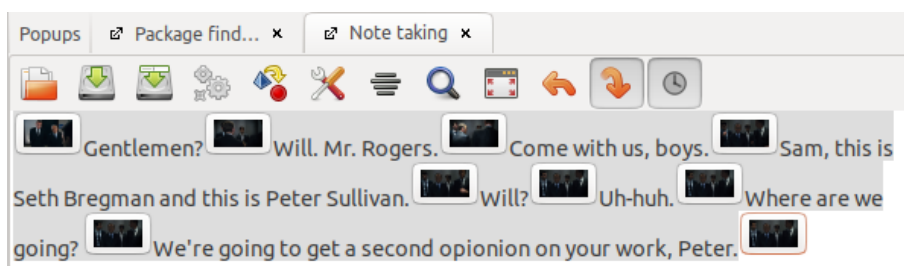 Popups Package find... × Note taking ×
Gentlemen? Will. Mr. Rogers. Come with us, boys. Sam, this is
Seth Bregman and this is Peter Sullivan. Will? Uh-huh. Where are we
going? We're going to get a second opionion on your work, Peter.